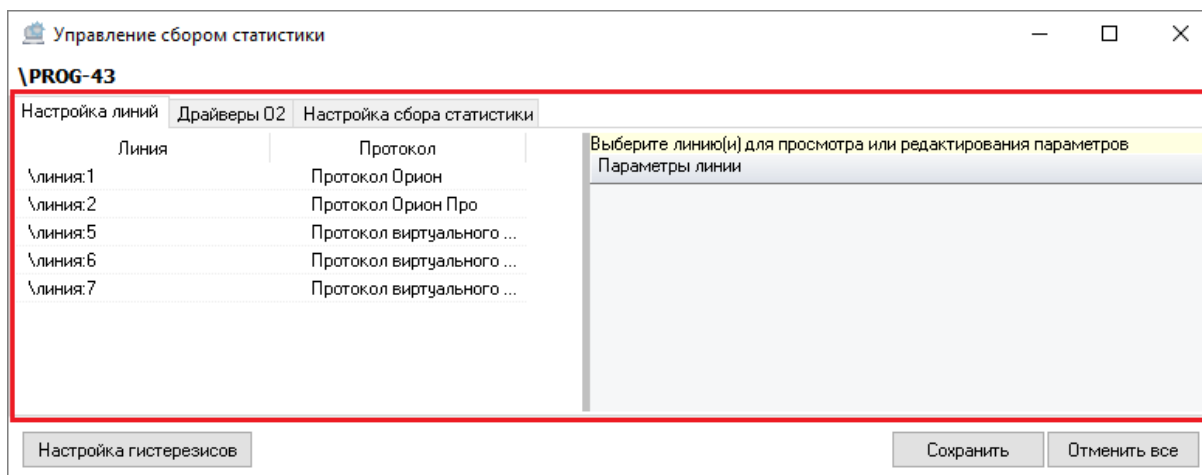 Управление сбором статистики
\PROG-43
Настройка линий Драйверы О2 Настройка сбора статистики
Линия Протокол
\линия:1 Протокол Орион
\линия:2 Протокол Орион Про
\линия:5 Протокол виртуального ...
\линия:6 Протокол виртуального ...
\линия:7 Протокол виртуального ...
Выберите линию(и) для просмотра или редактирования параметров
Параметры линии
Настройка гистерезисов Сохранить Отменить все